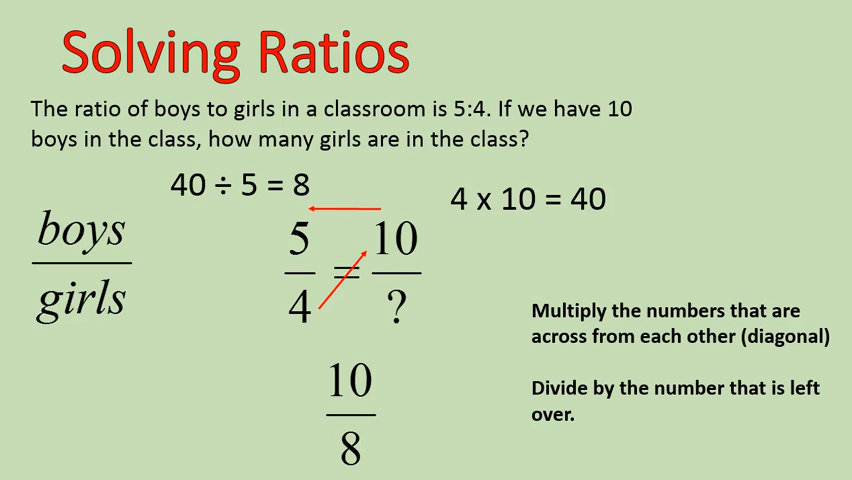 Solving Ratios
The ratio of boys to girls in a classroom is 5:4. If we have 10
boys in the class, how many girls are in the class?
40 ÷ 5 = 8
4 x 10 = 40
boys
girls
5
4
=
10
?
Multiply the numbers that are
across from each other (diagonal)
Divide by the number that is left
over.
10
8